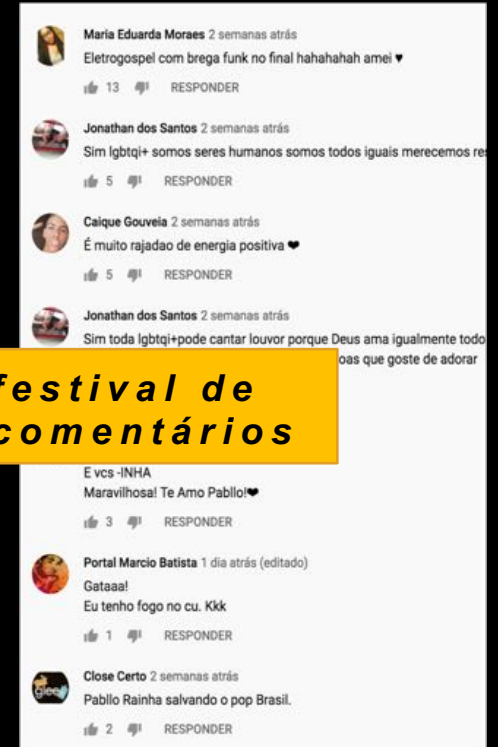 Maria Eduarda Moraes 2 semanas atrás
Eletrogospel com brega funk no final hahahahah amei ♥
13 RESPONDER
Jonathan dos Santos 2 semanas atrás
Sim lgbtqi+ somos seres humanos somos todos iguais merecemos
5 RESPONDER
Caique Gouveia 2 semanas atrás
É muito rajadao de energia positiva ❤
5 RESPONDER
Jonathan dos Santos 2 semanas atrás
Sim toda lgbtqi+pode cantar louvor porque Deus ama igualmente
que goste de adorar
festival de
comentários
E vcs -INHA
Maravilhosa! Te Amo Pabllo!❤
3 RESPONDER
Portal Marcio Batista 1 dia atrás (editado)
Gataaa!
Eu tenho fogo no cu. Kkk
1 RESPONDER
Close Certo 2 semanas atrás
Pabllo Rainha salvando o pop Brasil.
2 RESPONDER